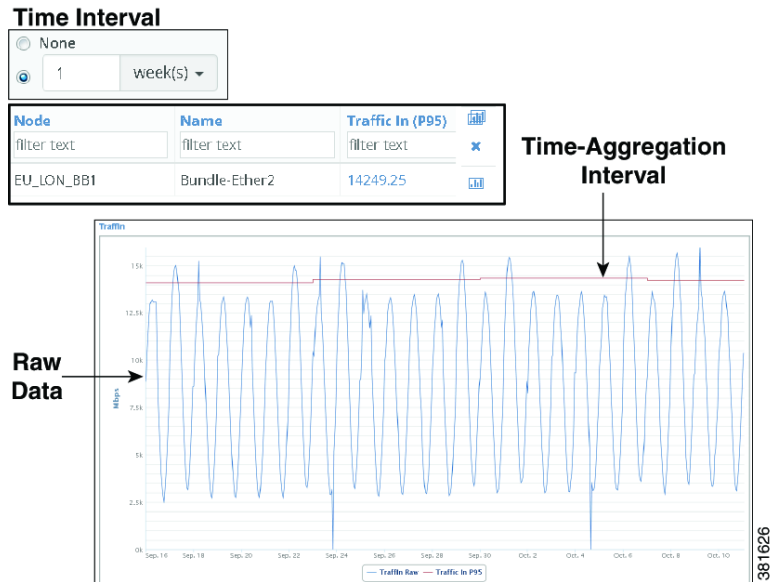 Time Interval
None
1 week(s)
Node Name Traffic In (P95)
filter text filter text filter text
EU_LON_BB1 Bundle-Ether2 14249.25
Time-Aggregation
Interval
TraffIn
15k
12.5k
10k
7.5k
5k
2.5k
0k
Raw
Data
Mbps
Sep, 16 Sep, 18 Sep, 20 Sep, 22 Sep, 24 Sep, 26 Sep, 28 Sep, 30 Oct, 2 Oct, 4 Oct, 6 Oct, 8 Oct, 10
TraffIn Raw Traffic In P95
381626